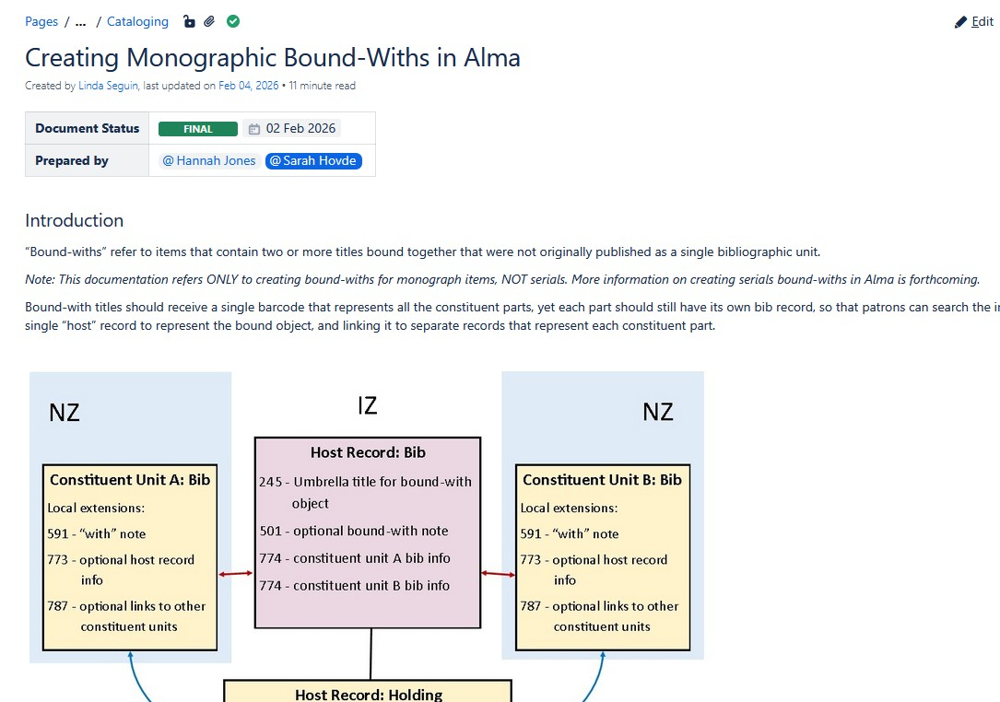 Pages / ... / Cataloging
Edit
Creating Monographic Bound-Withs in Alma
Created by Linda Seguin, last updated on Feb 04, 2026 • 11 minute read
Document Status FINAL 02 Feb 2026
Prepared by @Hannah Jones @Sarah Hovde
Introduction
“Bound-withs” refer to items that contain two or more titles bound together that were not originally published as a single bibliographic unit.
Note: This documentation refers ONLY to creating bound-withs for monograph items, NOT serials. More information on creating serials bound-withs in Alma is forthcoming.
Bound-with titles should receive a single barcode that represents all the constituent parts, yet each part should still have its own bib record, so that patrons can search the
single “host” record to represent the bound object, and linking it to separate records that represent each constituent part.
NZ
Constituent Unit A: Bib
Local extensions:
591 - “with” note
773 - optional host record
info
787 - optional links to other
constituent units
IZ
Host Record: Bib
245 - Umbrella title for bound-with
object
501 - optional bound-with note
774 - constituent unit A bib info
774 - constituent unit B bib info
NZ
Constituent Unit B: Bib
Local extensions:
591 - “with” note
773 - optional host record
info
787 - optional links to other
constituent units
Host Record: Holding